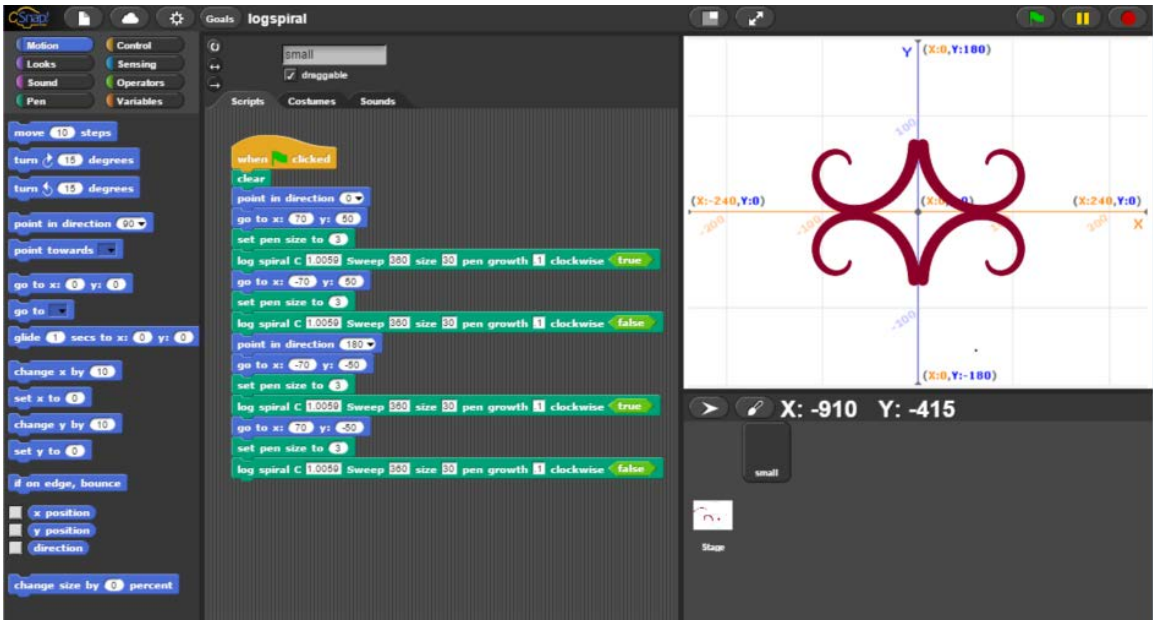 CSnap!
Goals logspiral
Motion Control
Looks Sensing
Sound Operators
Pen Variables
move 10 steps
turn 15 degrees
turn 15 degrees
point in direction 90
point towards
go to x: 0 y: 0
go to
glide 1 secs to x: 0 y: 0
change x by 10
set x to 0
change y by 10
set y to 0
if on edge, bounce
x position
y position
direction
change size by 0 percent
small
draggable
Scripts Costumes Sounds
when clicked
clear
point in direction 0
go to x: 70 y: 50
set pen size to 3
log spiral C 1.0059 Sweep 360 size 30 pen growth 1 clockwise true
go to x: -70 y: 50
set pen size to 3
log spiral C 1.0059 Sweep 360 size 30 pen growth 1 clockwise false
point in direction 180
go to x: -70 y: -50
set pen size to 3
log spiral C 1.0059 Sweep 360 size 30 pen growth 1 clockwise true
go to x: 70 y: -50
set pen size to 3
log spiral C 1.0059 Sweep 360 size 30 pen growth 1 clockwise false
Y (X:0,Y:180)
100
(X:-240,Y:0) (X:240,Y:0)
-200 -100 200 X
-100
(X:0,Y:-180)
X: -910 Y: -415
small
Stage